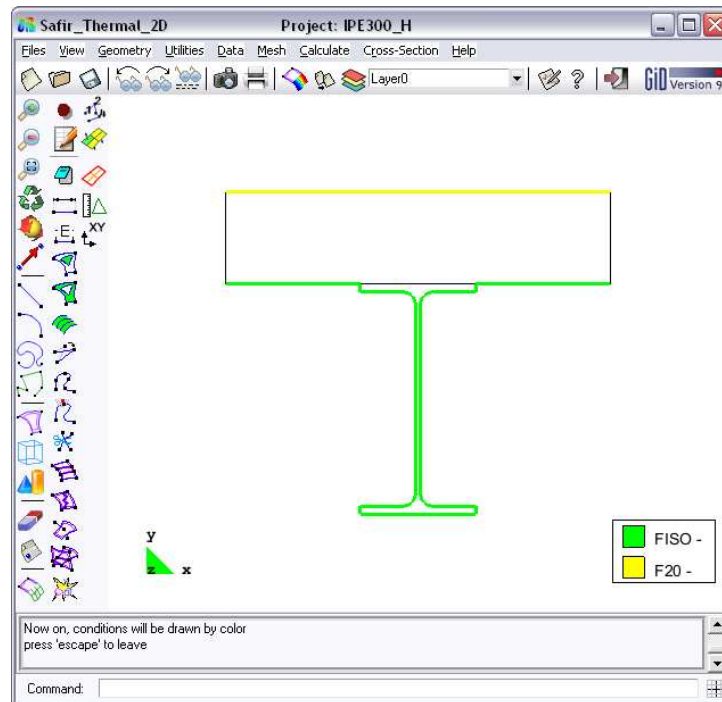 Safir_Thermal_2D Project: IPE300_H
Files View Geometry Utilities Data Mesh Calculate Cross-Section Help
Layer0
GiD Version 9
E
XY
y
z x
FISO -
F20 -
Now on, conditions will be drawn by color
press 'escape' to leave
Command: